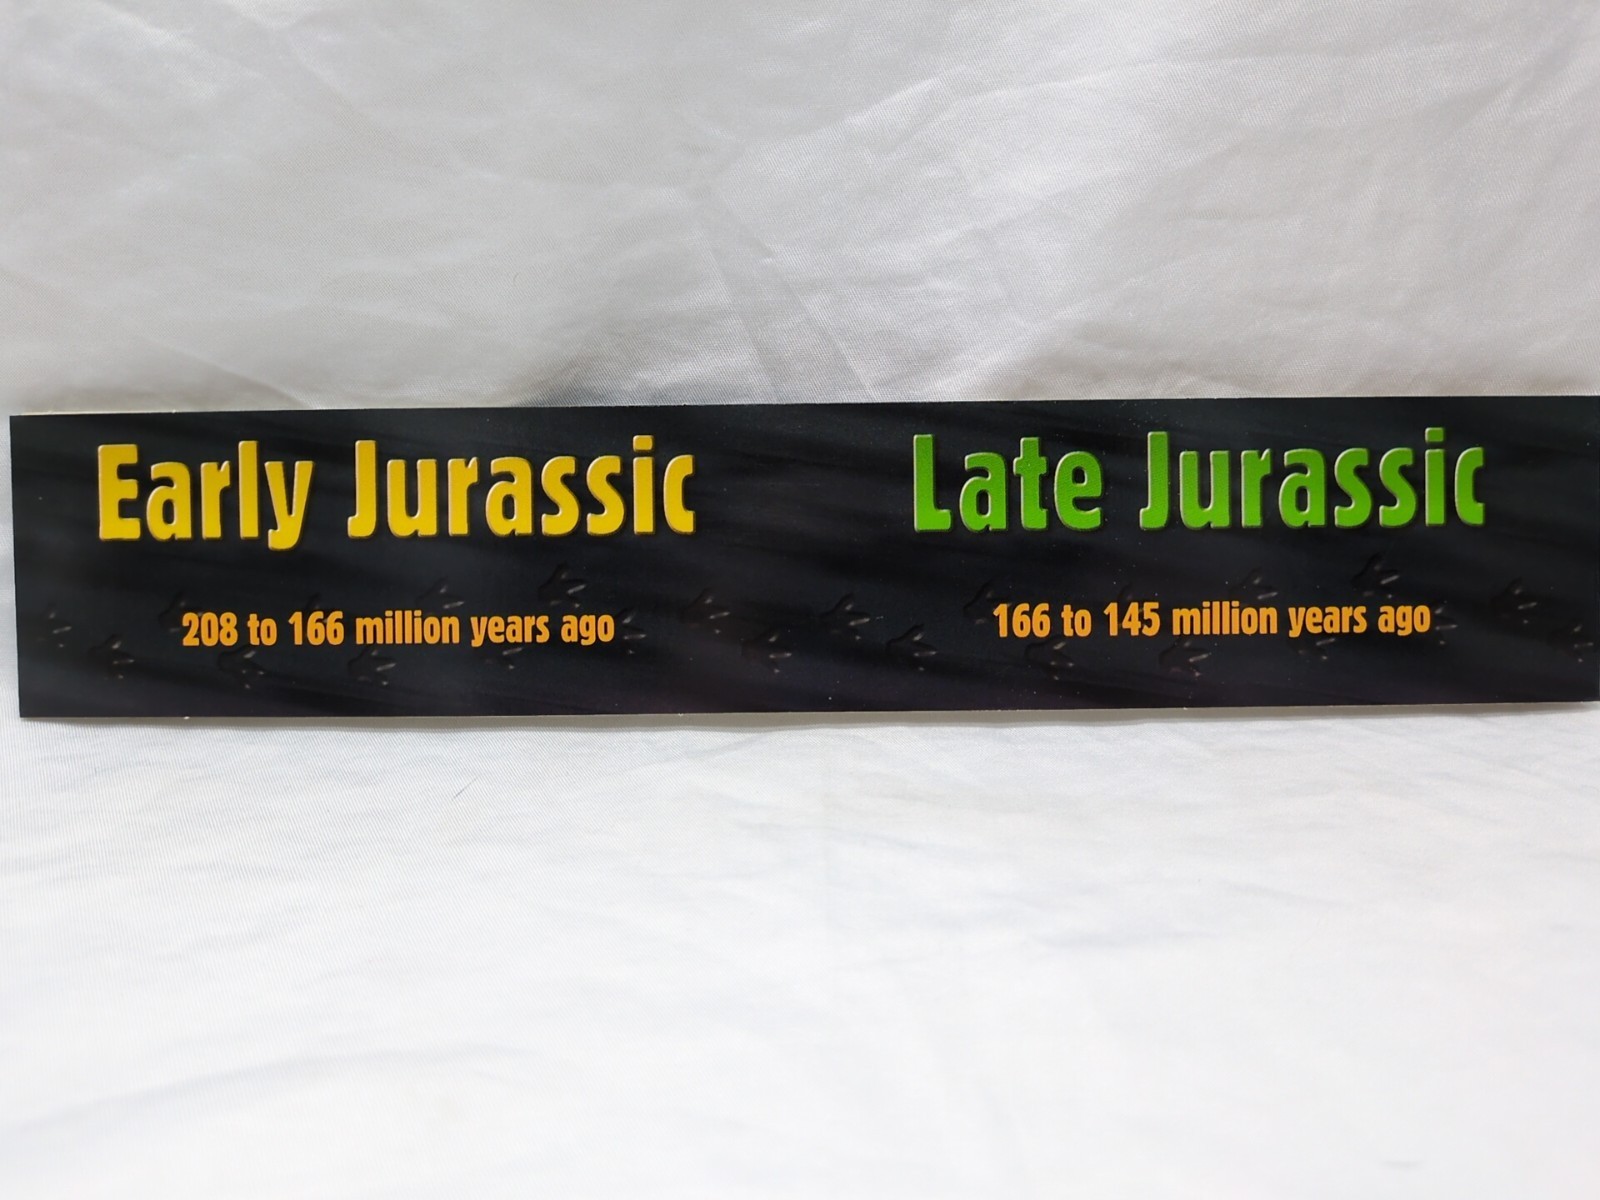 Early Jurassic
208 to 166 million years ago
Late Jurassic
166 to 145 million years ago